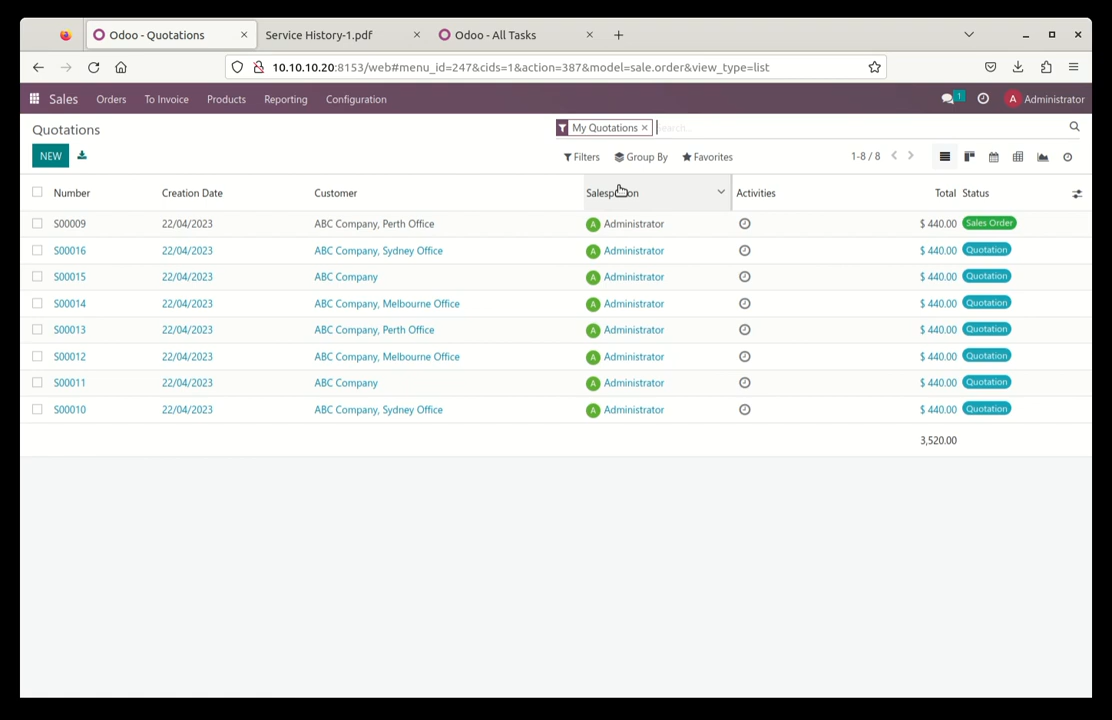 Odoo - Quotations
Service History-1.pdf
Odoo - All Tasks
10.10.10.20:8153/web#menu_id=247&cids=1&action=387&model=sale.order&view_type=list
Sales Orders To Invoice Products Reporting Configuration 1 A Administrator
Quotations My Quotations Search...
NEW Filters Group By Favorites 1-8 / 8
Number Creation Date Customer Activities Total Status
S00009 22/04/2023 ABC Company, Perth Office A Administrator $ 440.00 Sales Order
S00016 22/04/2023 ABC Company, Sydney Office A Administrator $ 440.00 Quotation
S00015 22/04/2023 ABC Company A Administrator $ 440.00 Quotation
S00014 22/04/2023 ABC Company, Melbourne Office A Administrator $ 440.00 Quotation
S00013 22/04/2023 ABC Company, Perth Office A Administrator $ 440.00 Quotation
S00012 22/04/2023 ABC Company, Melbourne Office A Administrator $ 440.00 Quotation
S00011 22/04/2023 ABC Company A Administrator $ 440.00 Quotation
S00010 22/04/2023 ABC Company, Sydney Office A Administrator $ 440.00 Quotation
3,520.00